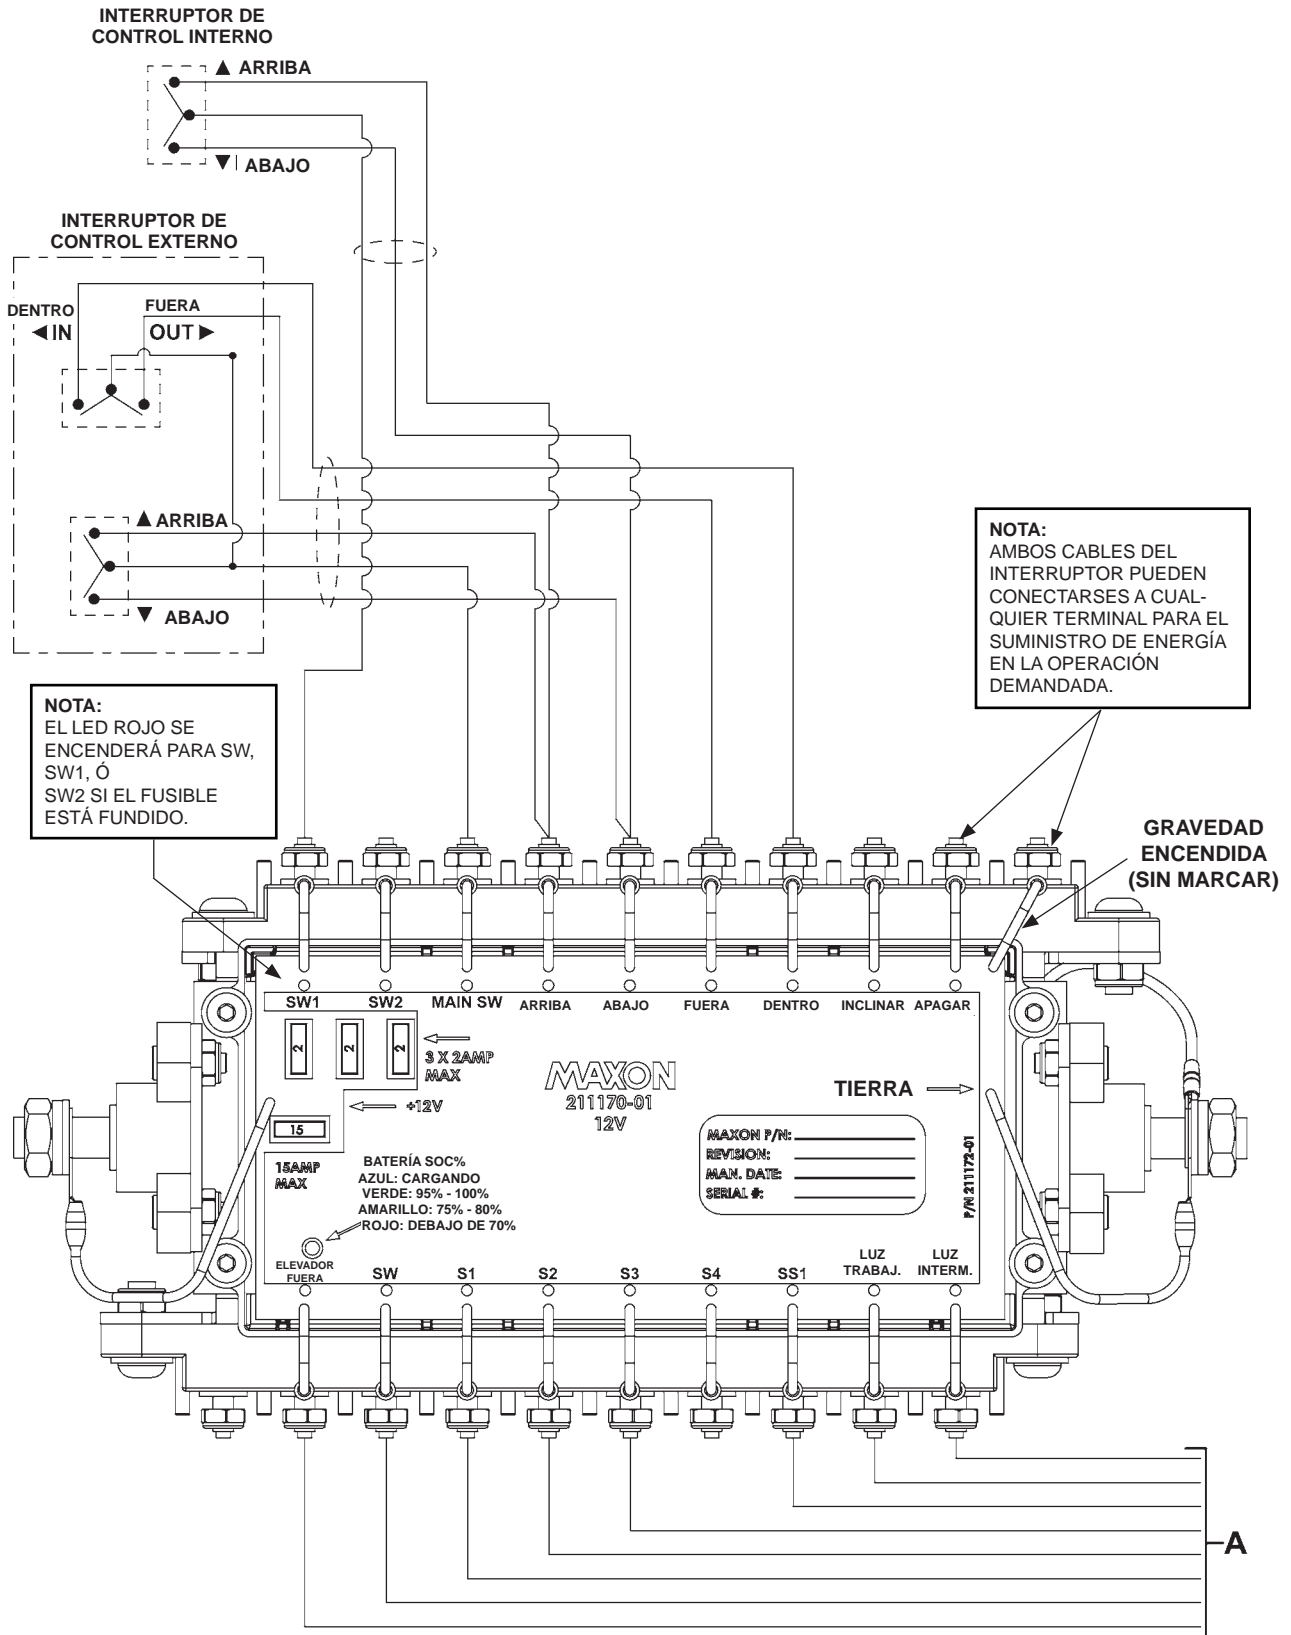 INTERRUPTOR DE
CONTROL INTERNO
▲ ARRIBA
▼ ABAJO
INTERRUPTOR DE
CONTROL EXTERNO
DENTRO
◄IN
FUERA
OUT►
▲ ARRIBA
▼ ABAJO
NOTA:
AMBOS CABLES DEL
INTERRUPTOR PUEDEN
CONECTARSES A CUAL-
QUIER TERMINAL PARA EL
SUMINISTRO DE ENERGÍA
EN LA OPERACIÓN
DEMANDADA.
NOTA:
EL LED ROJO SE
ENCENDERÁ PARA SW,
SW1, Ó
SW2 SI EL FUSIBLE
ESTÁ FUNDIDO.
GRAVEDAD
ENCENDIDA
(SIN MARCAR)
SW1 SW2 MAIN SW ARRIBA ABAJO FUERA DENTRO INCLINAR APAGAR
2 2 2
3 X 2AMP
MAX
+12V
15
15AMP
MAX
MAXON
211170-01
12V
TIERRA
MAXON P/N:
REVISION:
MAN. DATE:
SERIAL #:
P/N 211172-01
BATERÍA SOC%
AZUL: CARGANDO
VERDE: 95% - 100%
AMARILLO: 75% - 80%
ROJO: DEBAJO DE 70%
ELEVADOR
FUERA
SW S1 S2 S3 S4 SS1
LUZ
TRABAJ.
LUZ
INTERM.
A